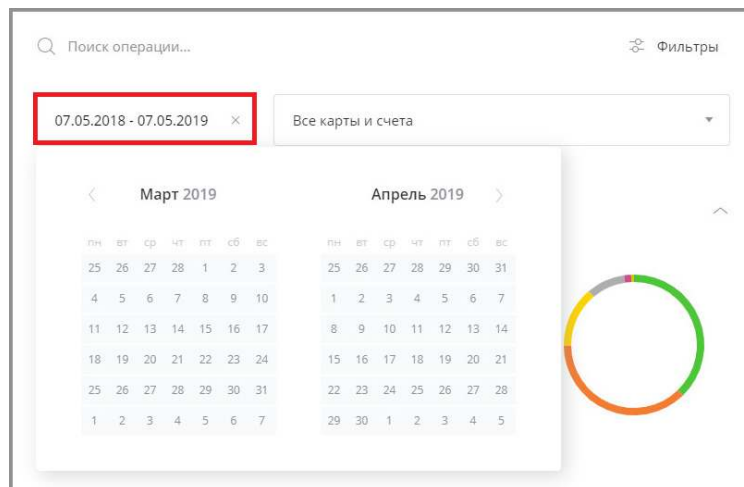 Поиск операции...
Фильтры
07.05.2018 - 07.05.2019 ×
Все карты и счета
Март 2019
Апрель 2019
пн вт ср чт пт сб вс
пн вт ср чт пт сб вс
25 26 27 28 1 2 3
25 26 27 28 29 30 31
4 5 6 7 8 9 10
1 2 3 4 5 6 7
11 12 13 14 15 16 17
8 9 10 11 12 13 14
18 19 20 21 22 23 24
15 16 17 18 19 20 21
25 26 27 28 29 30 31
22 23 24 25 26 27 28
1 2 3 4 5 6 7
29 30 1 2 3 4 5